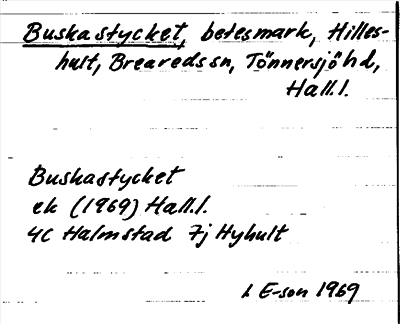 Buskastycket, betesmark, Hilles-
hult, Breareds sn, Tönnersjö hd,
Hall.l.
Buskastycket
ek (1969) Hall.l.
4C Halmstad 7j Hyhult
L E-son 1969